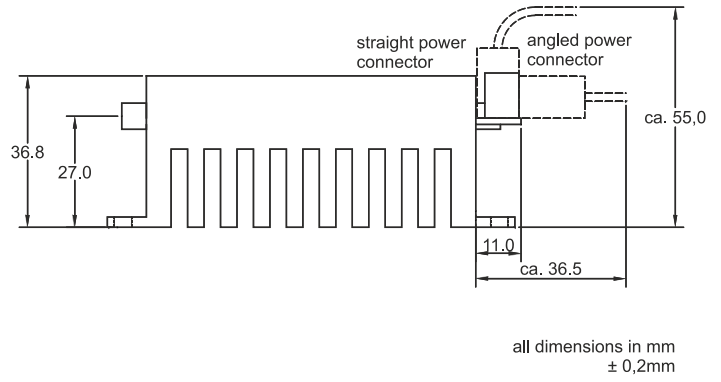 straight power
connector
angled power
connector
ca. 55,0
36.8
27.0
11.0
ca. 36.5
all dimensions in mm
± 0,2mm